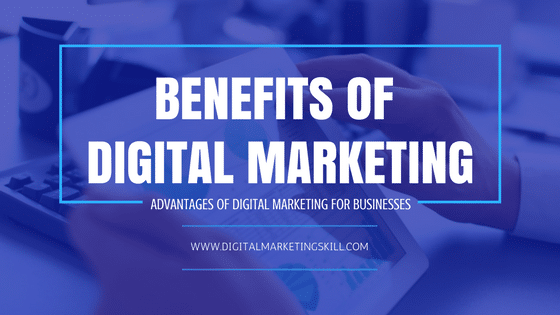 BENEFITS OF
DIGITAL MARKETING
ADVANTAGES OF DIGITAL MARKETING FOR BUSINESSES
WWW.DIGITALMARKETINGSKILL.COM